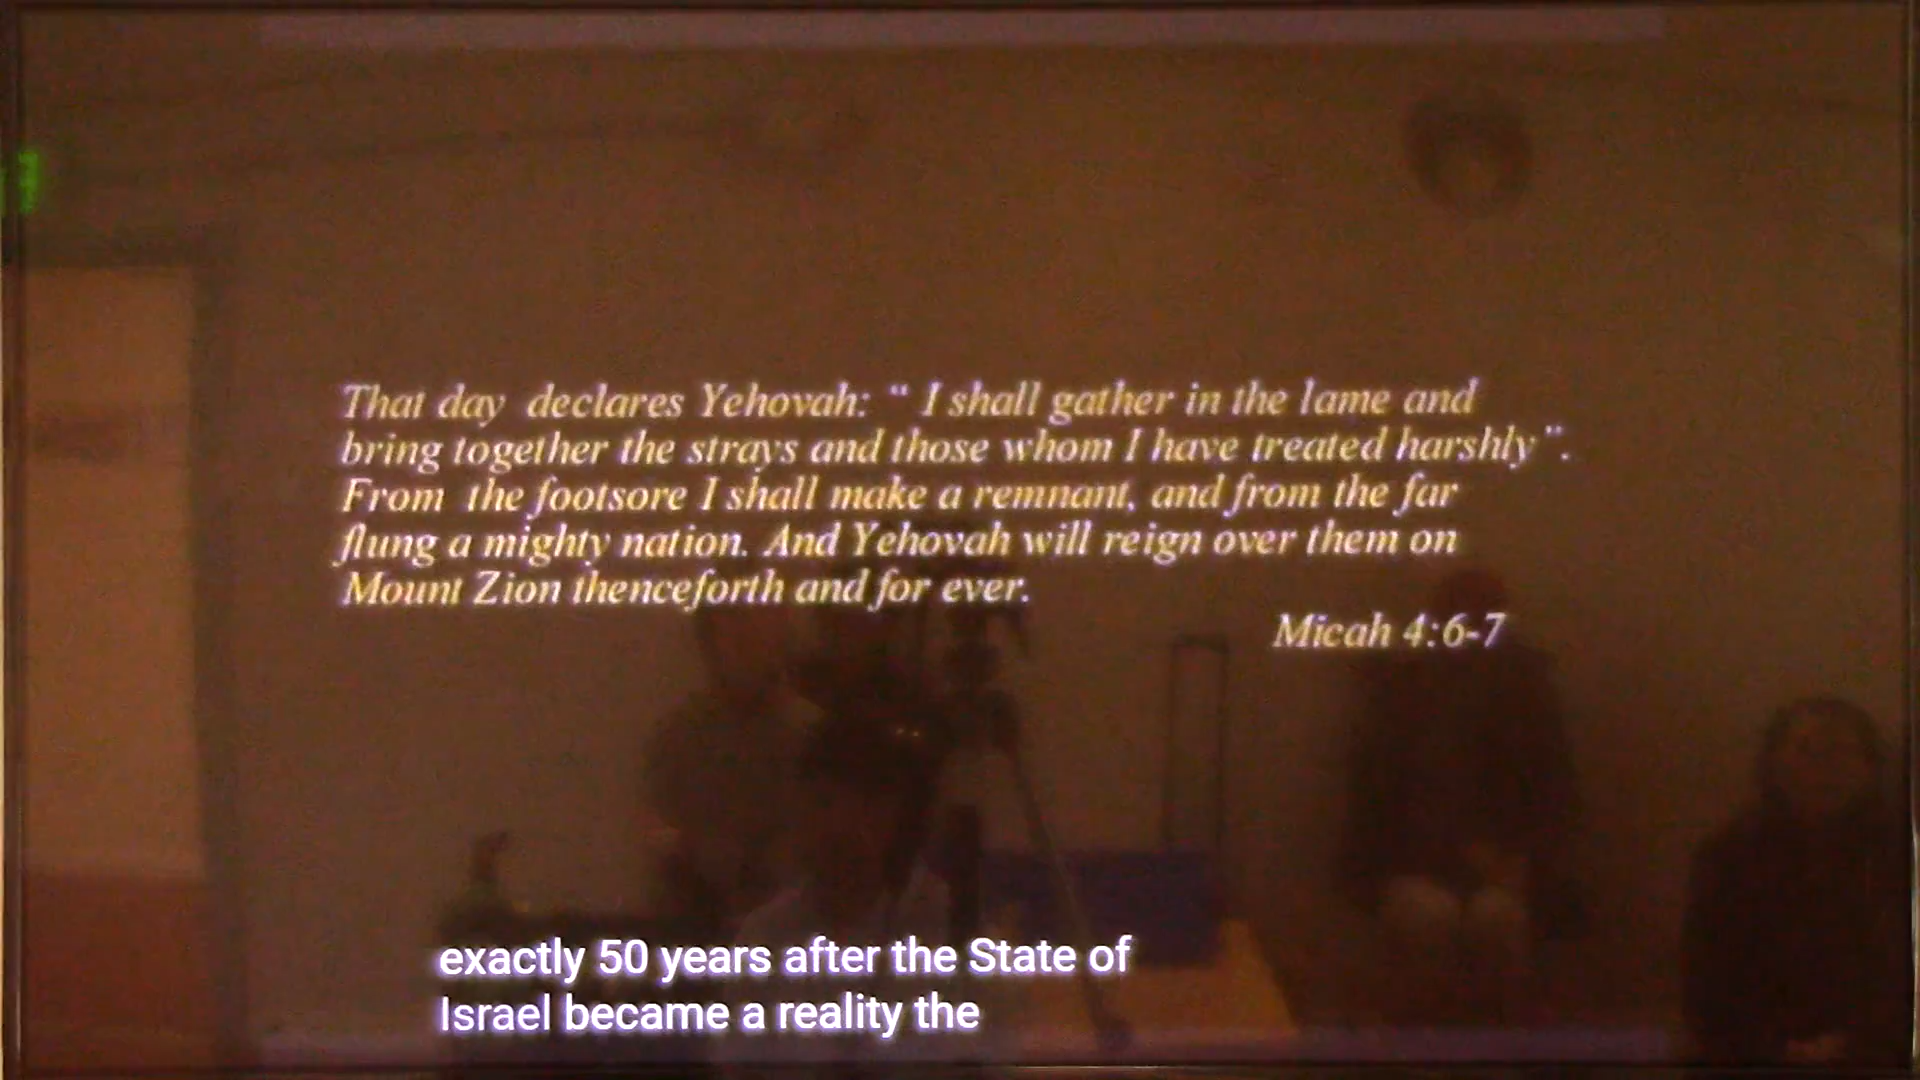 That day declares Yehovah: “ I shall gather in the lame and
bring together the strays and those whom I have treated harshly”.
From the footsore I shall make a remnant, and from the far
flung a mighty nation. And Yehovah will reign over them on
Mount Zion thenceforth and for ever.
Micah 4:6-7
exactly 50 years after the State of
Israel became a reality the